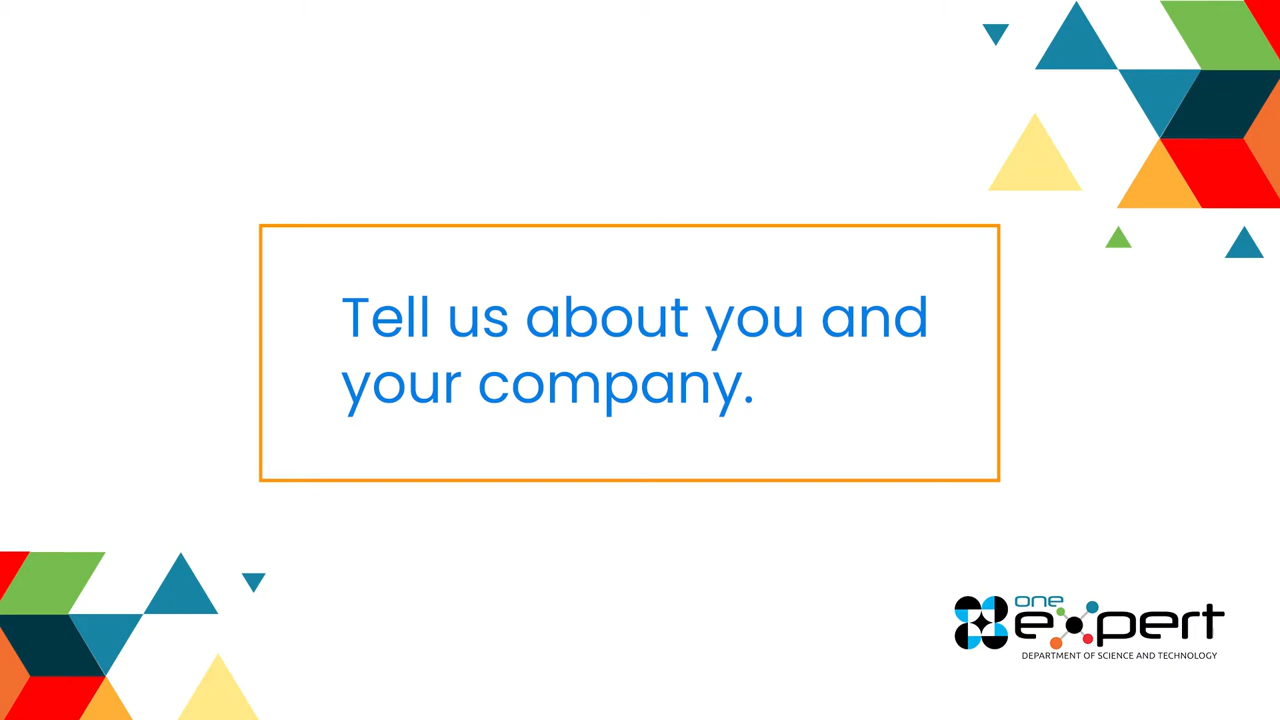 Tell us about you and
your company.
one
expert
DEPARTMENT OF SCIENCE AND TECHNOLOGY